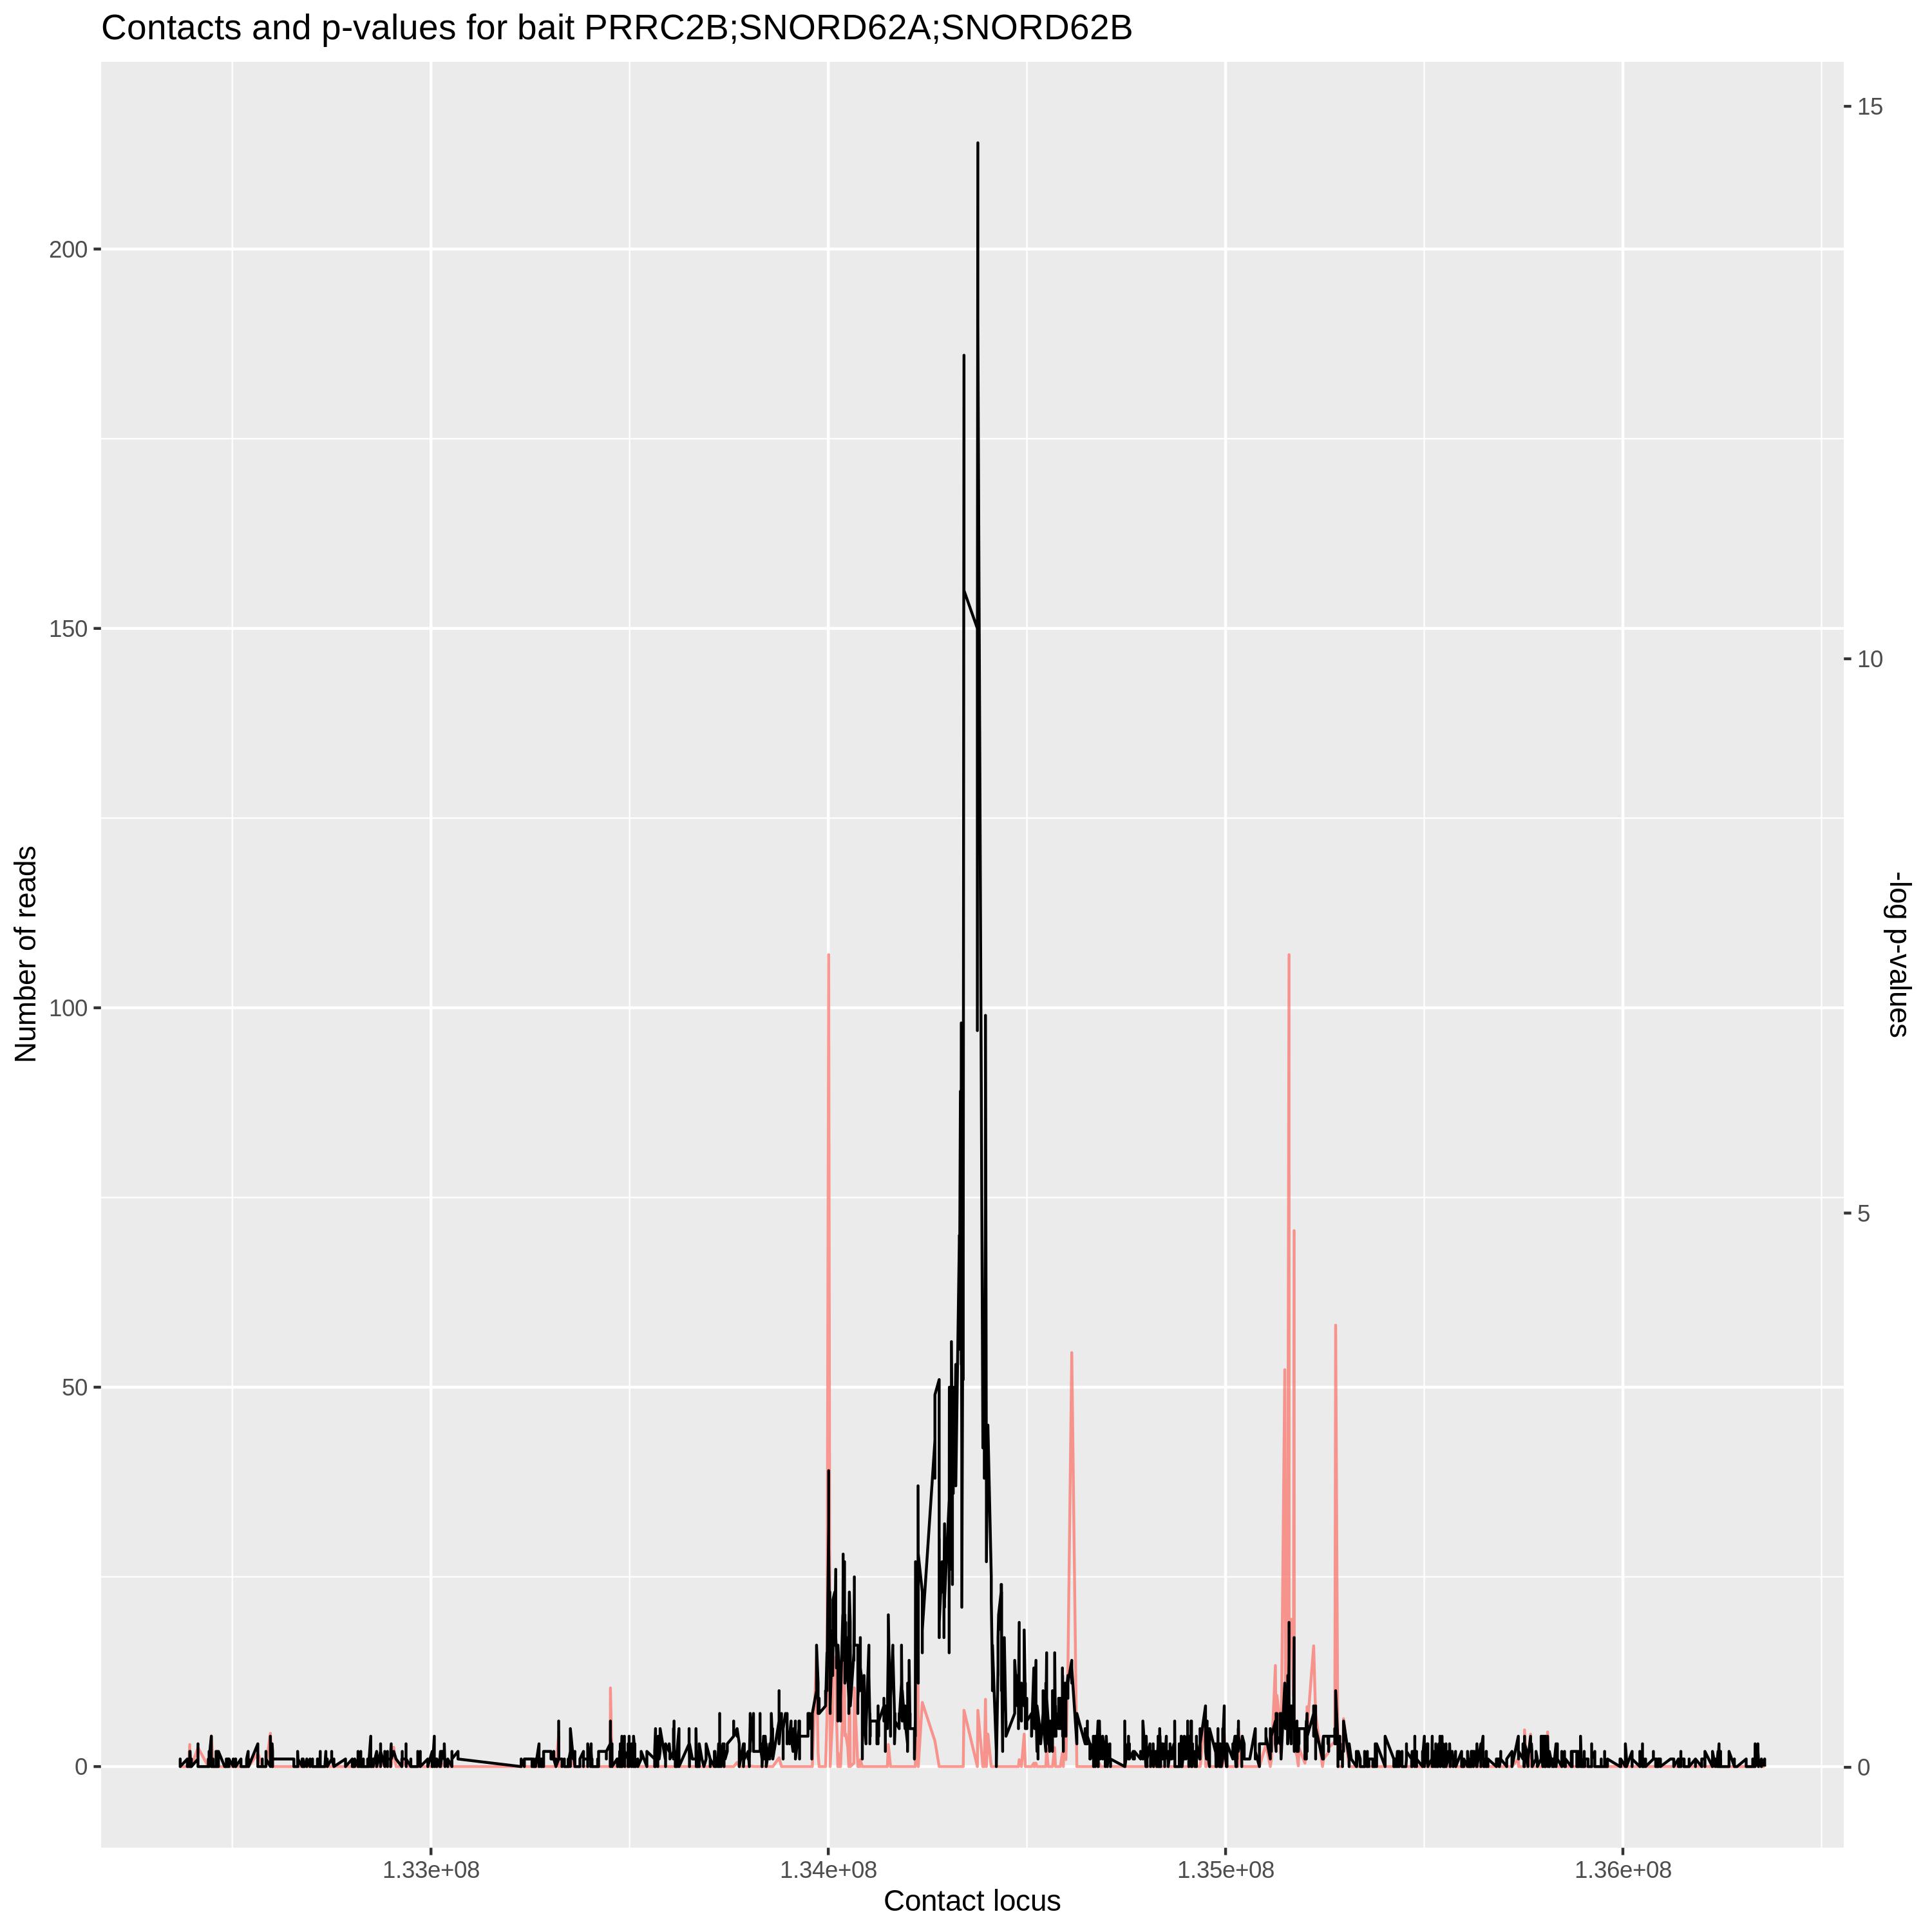 Contacts and p-values for bait PRRC2B;SNORD62A;SNORD62B
15
200
150
10
Number of reads
-log p-values
100
5
50
0
0
1.33e+08
1.34e+08
1.35e+08
1.36e+08
Contact locus